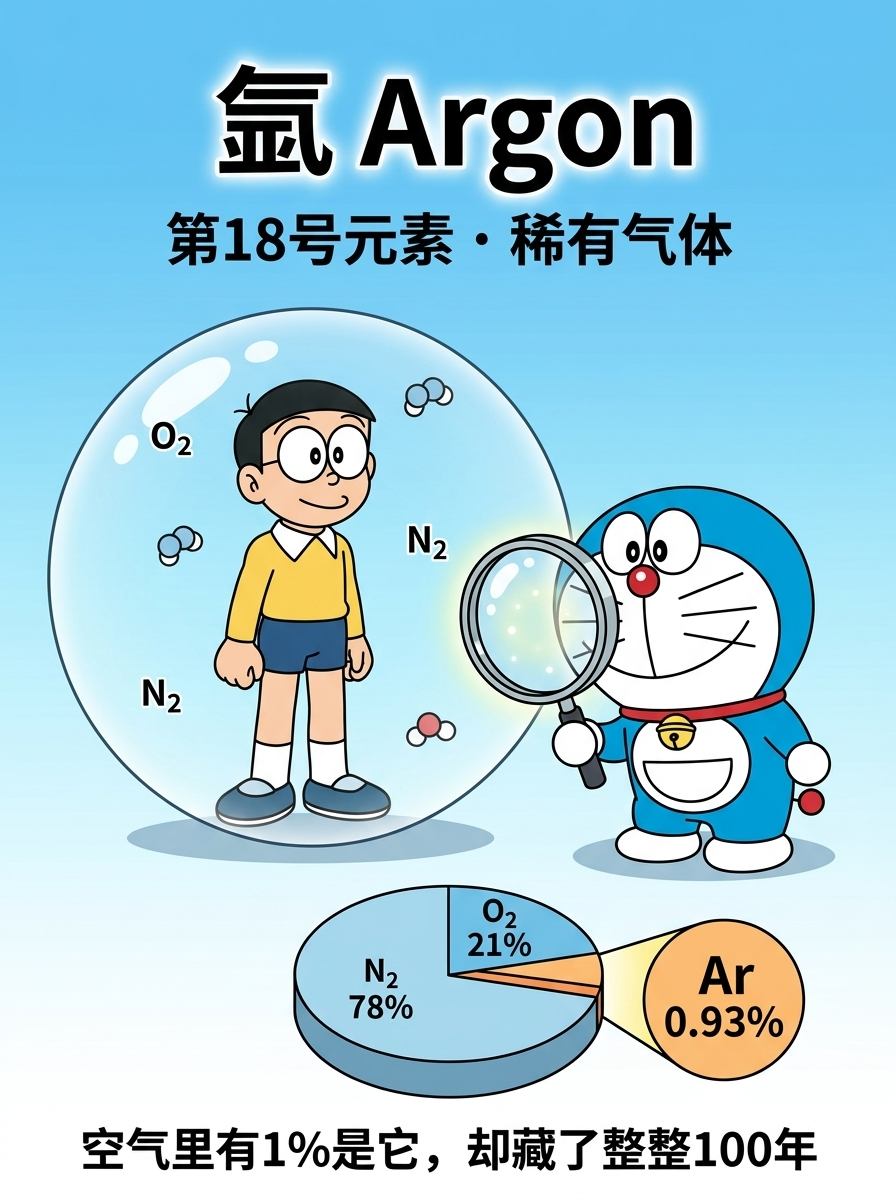 氩 Argon
第18号元素·稀有气体
O₂
N₂
N₂
O₂
21%
N₂
78%
Ar
0.93%
空气里有1%是它，却藏了整整100年